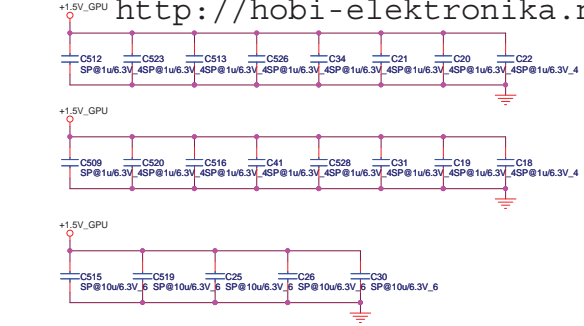 +1.5V_GPU http://hobi-elektronika.n
C512 C523 C513 C526 C34 C21 C20 C22
SP@1u/6.3V_4SP@1u/6.3V_4SP@1u/6.3V_4SP@1u/6.3V_4SP@1u/6.3V_4SP@1u/6.3V_4SP@1u/6.3V_4SP@1u/6.3V_4
+1.5V_GPU
C509 C520 C516 C41 C528 C31 C19 C18
SP@1u/6.3V_4SP@1u/6.3V_4SP@1u/6.3V_4SP@1u/6.3V_4SP@1u/6.3V_4SP@1u/6.3V_4SP@1u/6.3V_4SP@1u/6.3V_4
+1.5V_GPU
C515 C519 C25 C26 C30
SP@10u/6.3V_6 SP@10u/6.3V_6 SP@10u/6.3V_6 SP@10u/6.3V_6 SP@10u/6.3V_6